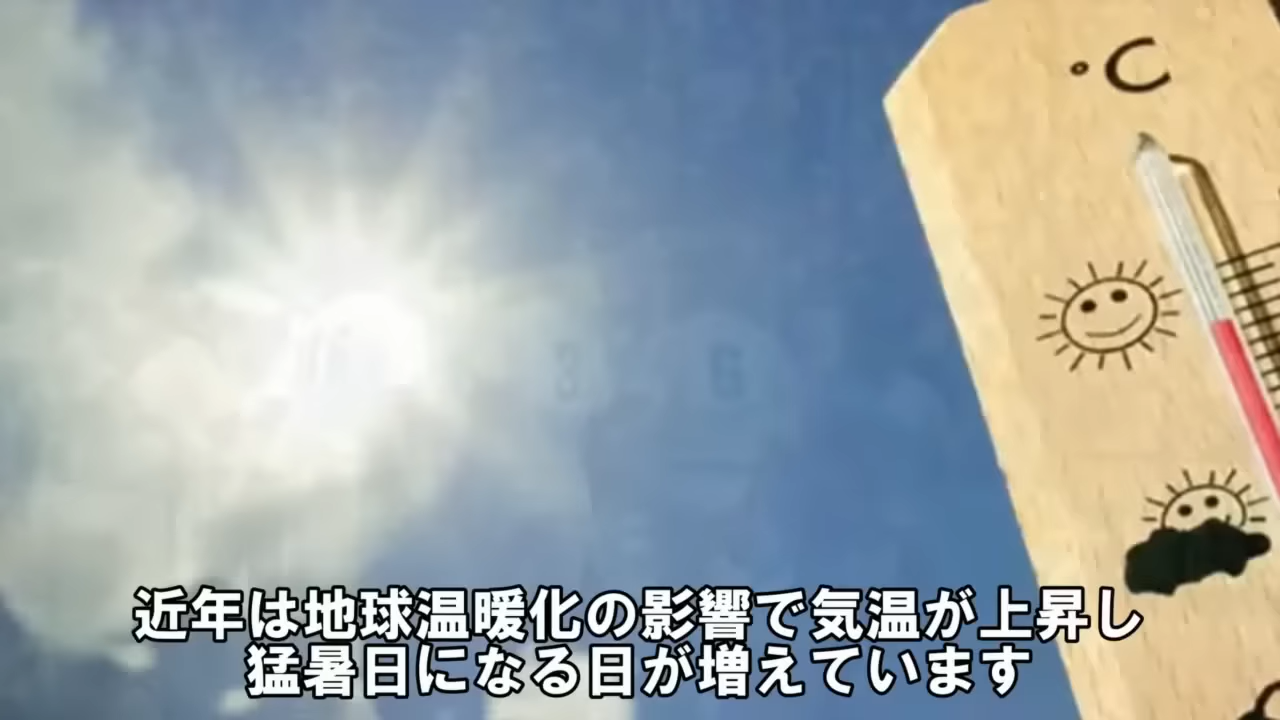 °C
近年は地球温暖化の影響で気温が上昇し
猛暑日になる日が増えています